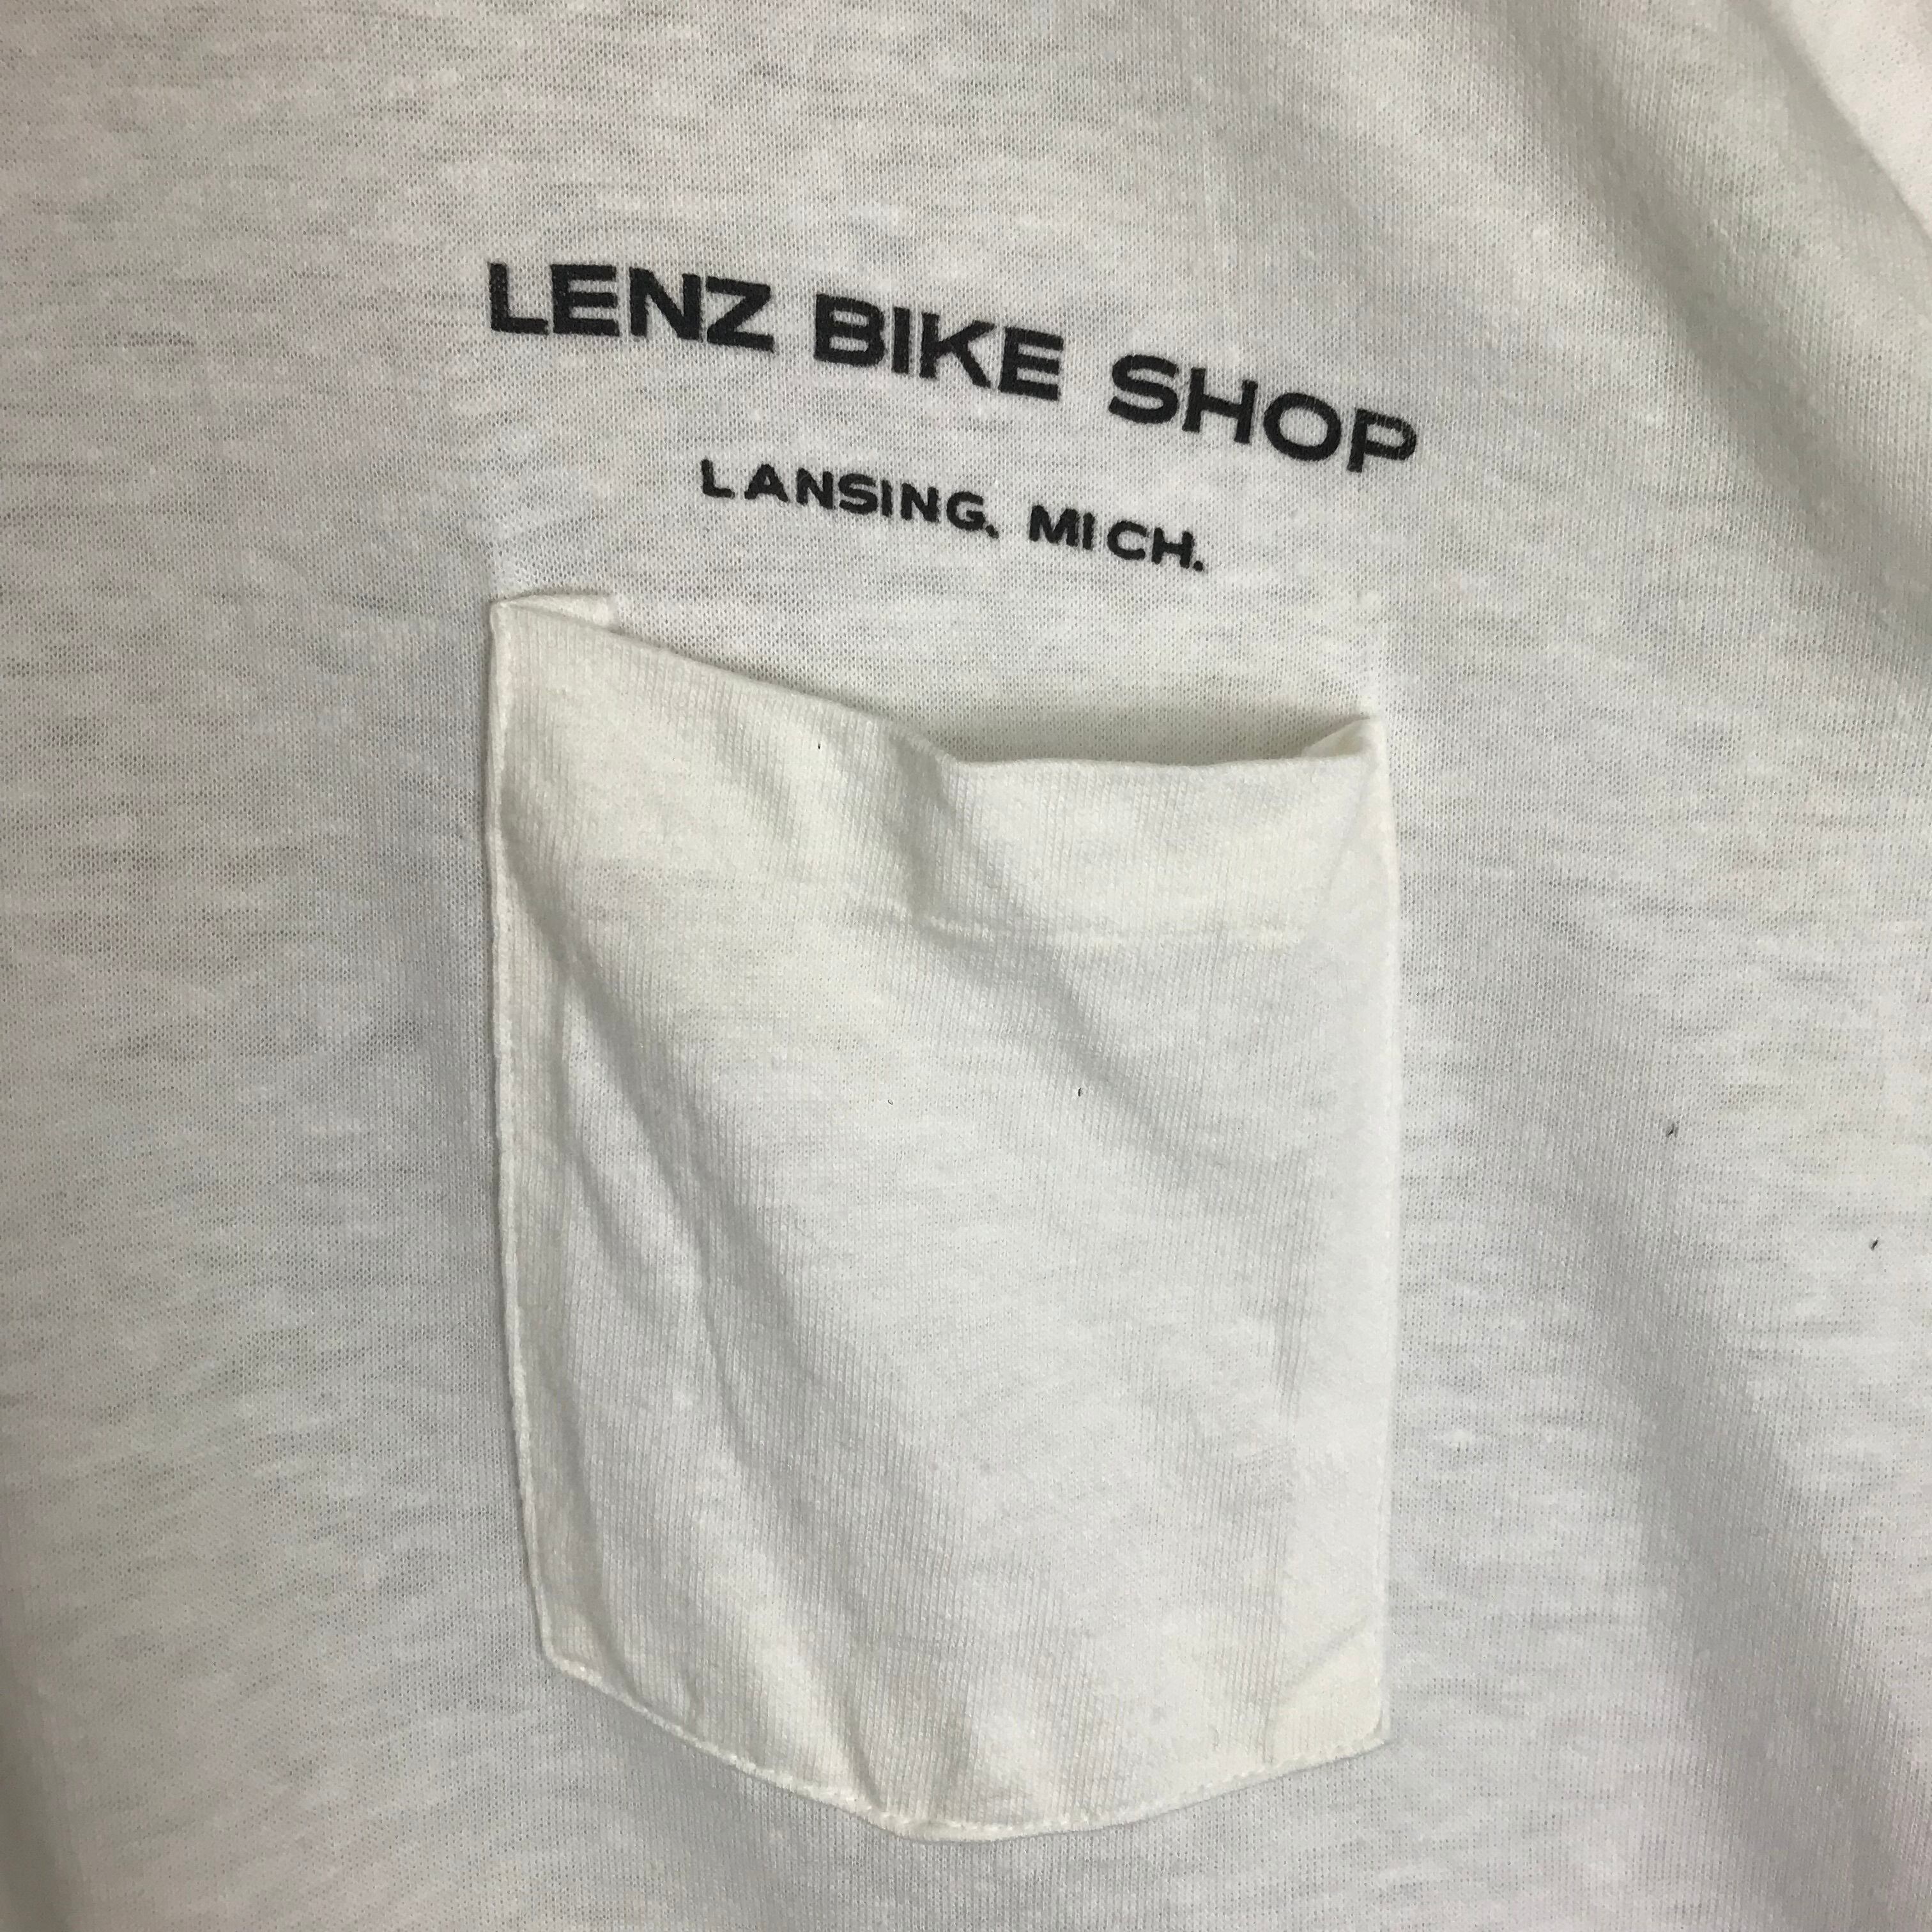 LENZ BIKE SHOP
LANSING, MICH.